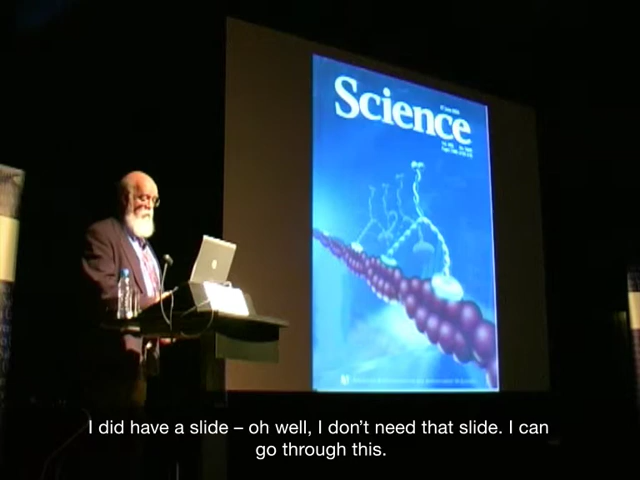 Science
I did have a slide – oh well, I don't need that slide. I can
go through this.